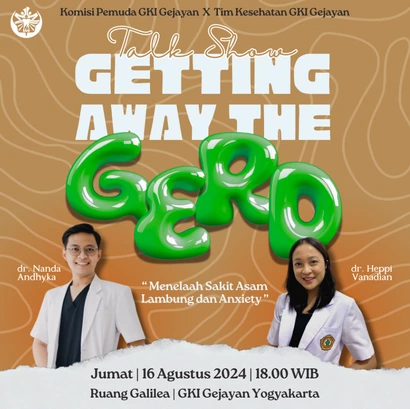 Komisi Pemuda GKI Gejayan X Tim Kesehatan GKI Gejayan
Talk Show
GETTING
AWAY THE
GERD
dr. Nanda
Andhyka
dr. Heppi
Vanadian
“ Menelaah Sakit Asam
Lambung dan Anxiety ”
Jumat | 16 Agustus 2024 | 18.00 WIB
Ruang Galilea | GKI Gejayan Yogyakarta